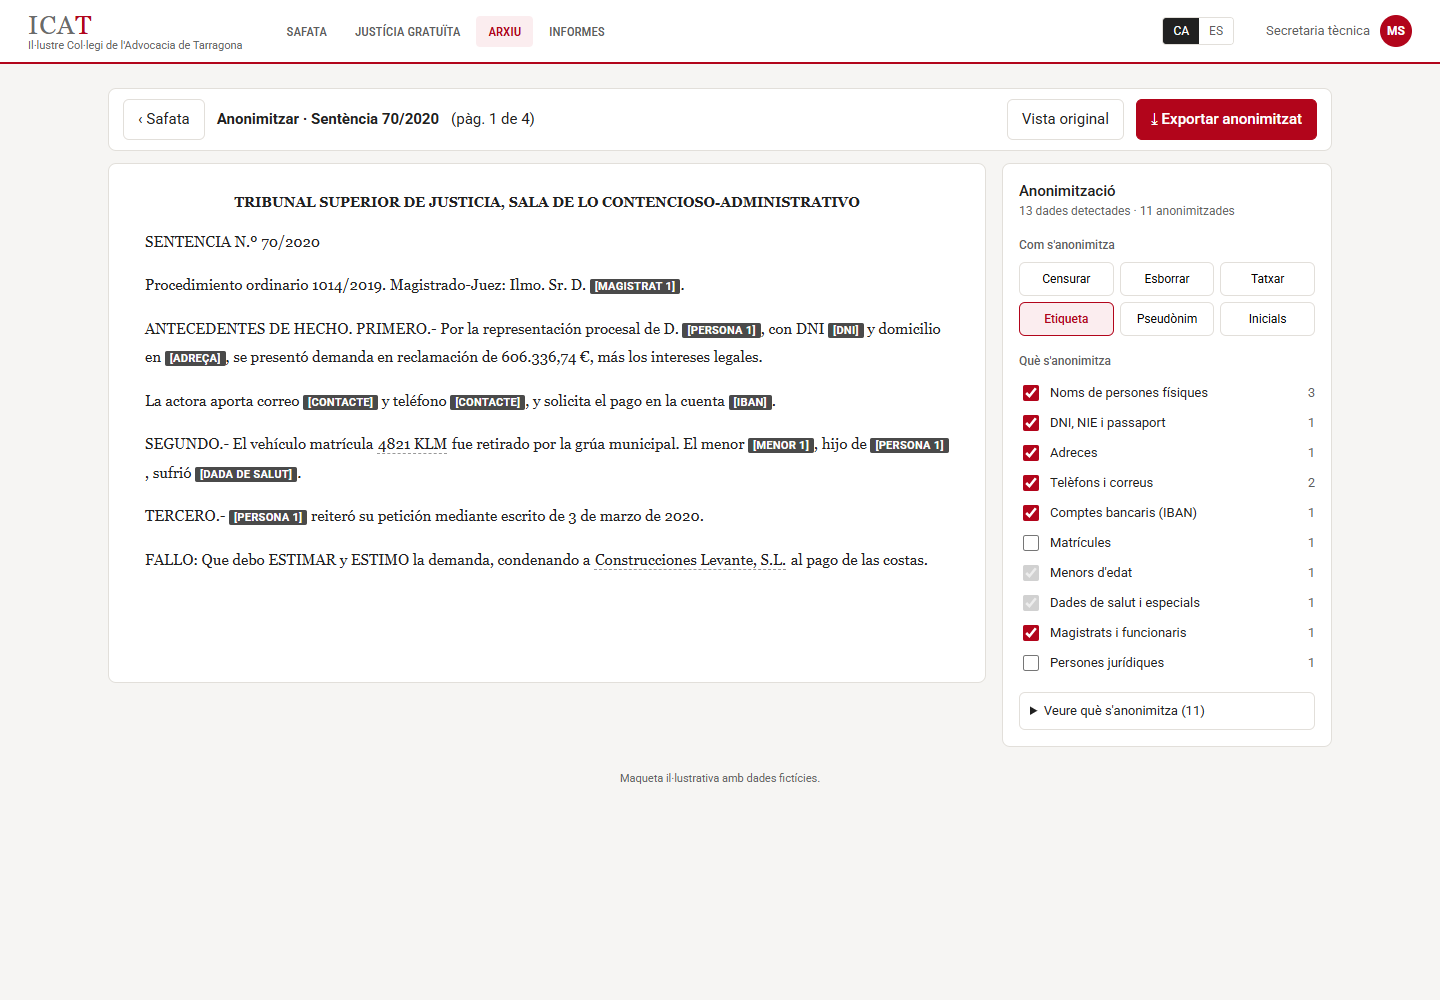 ICAT
Il·lustre Col·legi de l'Advocacia de Tarragona
SAFATA
JUSTÍCIA GRATUÏTA
ARXIU
INFORMES
CA
ES
Secretaria tècnica
MS
‹ Safata
Anonimitzar · Sentència 70/2020 (pàg. 1 de 4)
Vista original
⤓ Exportar anonimitzat
TRIBUNAL SUPERIOR DE JUSTICIA, SALA DE LO CONTENCIOSO-ADMINISTRATIVO
SENTENCIA N.º 70/2020
Procedimiento ordinario 1014/2019. Magistrado-Juez: Ilmo. Sr. D. [MAGISTRAT 1].
ANTECEDENTES DE HECHO. PRIMERO.- Por la representación procesal de D. [PERSONA 1], con DNI [DNI] y domicilio
en [ADREÇA], se presentó demanda en reclamación de 606.336,74 €, más los intereses legales.
La actora aporta correo [CONTACTE] y teléfono [CONTACTE], y solicita el pago en la cuenta [IBAN].
SEGUNDO.- El vehículo matrícula 4821 KLM fue retirado por la grúa municipal. El menor [MENOR 1], hijo de [PERSONA 1]
, sufrió [DADA DE SALUT].
TERCERO.- [PERSONA 1] reiteró su petición mediante escrito de 3 de marzo de 2020.
FALLO: Que debo ESTIMAR y ESTIMO la demanda, condenando a Construcciones Levante, S.L. al pago de las costas.
Anonimització
13 dades detectades · 11 anonimitzades
Com s'anonimitza
Censurar
Esborrar
Tatxar
Etiqueta
Pseudònim
Inicials
Què s'anonimitza
Noms de persones físiques 3
DNI, NIE i passaport 1
Adreces 1
Telèfons i correus 2
Comptes bancaris (IBAN) 1
Matrícules 1
Menors d'edat 1
Dades de salut i especials 1
Magistrats i funcionaris 1
Persones jurídiques 1
▶ Veure què s'anonimitza (11)
Maqueta il·lustrativa amb dades fictícies.